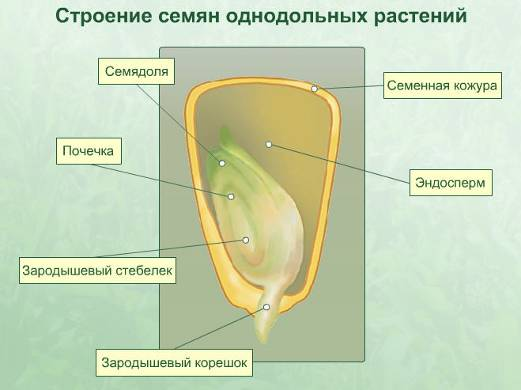 Строение семян однодольных растений
Семядоля
Семенная кожура
Почечка
Эндосперм
Зародышевый стебелек
Зародышевый корешок